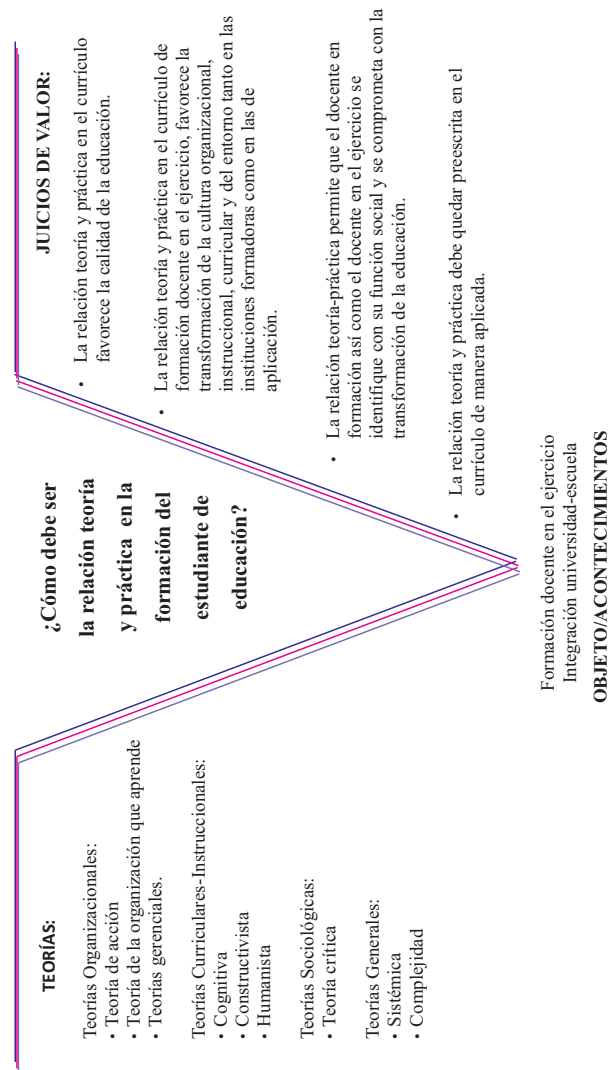 TEORÍAS:
Teorías Organizacionales:
• Teoría de acción
• Teoría de la organización que aprende
• Teorías gerenciales.
Teorías Curriculares-Instruccionales:
• Cognitiva
• Constructivista
• Humanista
Teorías Sociológicas:
• Teoría crítica
Teorías Generales:
• Sistémica
• Complejidad
¿Cómo debe ser
la relación teoría
y práctica en la
formación del
estudiante de
educación?
JUICIOS DE VALOR:
• La relación teoría y práctica en el currículo
favorece la calidad de la educación.
• La relación teoría y práctica en el currículo de
formación docente en el ejercicio, favorece la
transformación de la cultura organizacional,
instruccional, curricular y del entorno tanto en las
instituciones formadoras como en las de
aplicación.
• La relación teoría-práctica permite que el docente en
formación así como el docente en el ejercicio se
identifique con su función social y se comprometa con la
transformación de la educación.
• La relación teoría y práctica debe quedar preescrita en el
currículo de manera aplicada.
Formación docente en el ejercicio
Integración universidad-escuela
OBJETO/ACONTECIMIENTOS